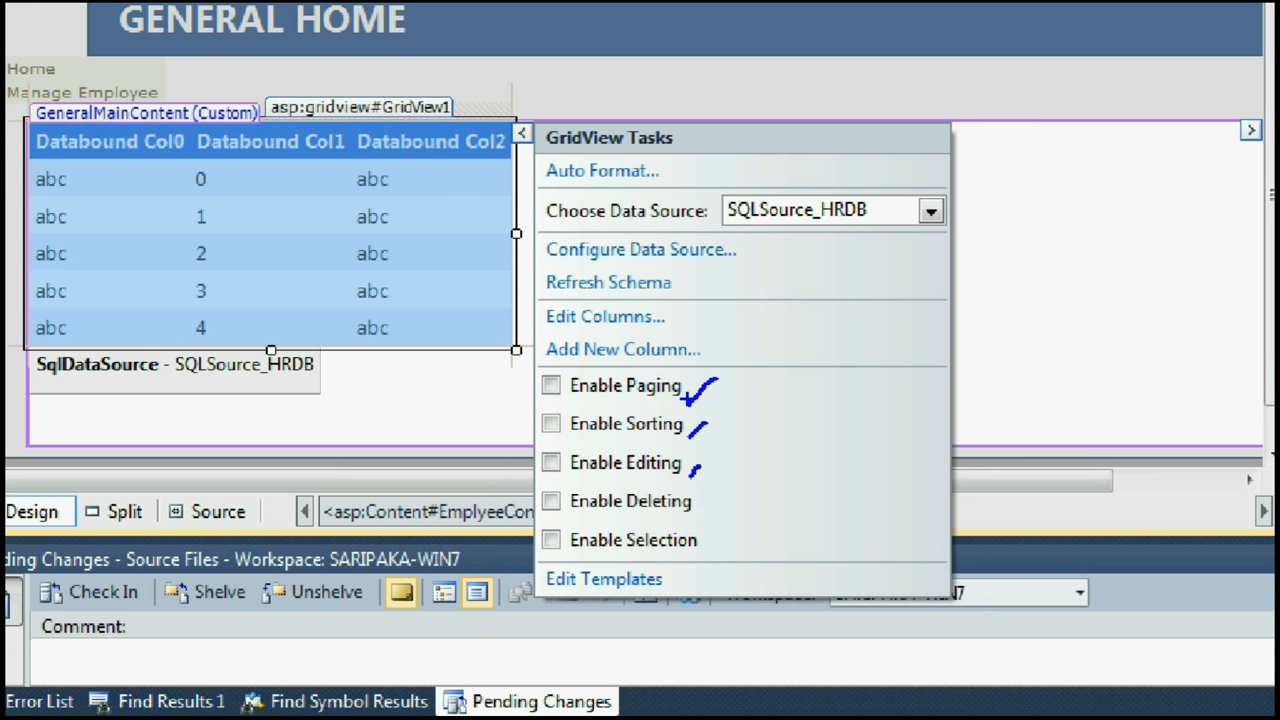 GENERAL HOME
Home
Manage Employee
GeneralMainContent (Custom)
asp:gridview#GridView1
Databound Col0 Databound Col1 Databound Col2
abc 0 abc
abc 1 abc
abc 2 abc
abc 3 abc
abc 4 abc
SqlDataSource - SQLSource_HRDB
GridView Tasks
Auto Format...
Choose Data Source: SQLSource_HRDB
Configure Data Source...
Refresh Schema
Edit Columns...
Add New Column...
Enable Paging
Enable Sorting
Enable Editing
Enable Deleting
Enable Selection
Edit Templates
Design Split Source <asp:Content#EmplyeeCon
ding Changes - Source Files - Workspace: SARIPAKA-WIN7
Check In Shelve Unshelve
Comment:
Error List Find Results 1 Find Symbol Results Pending Changes